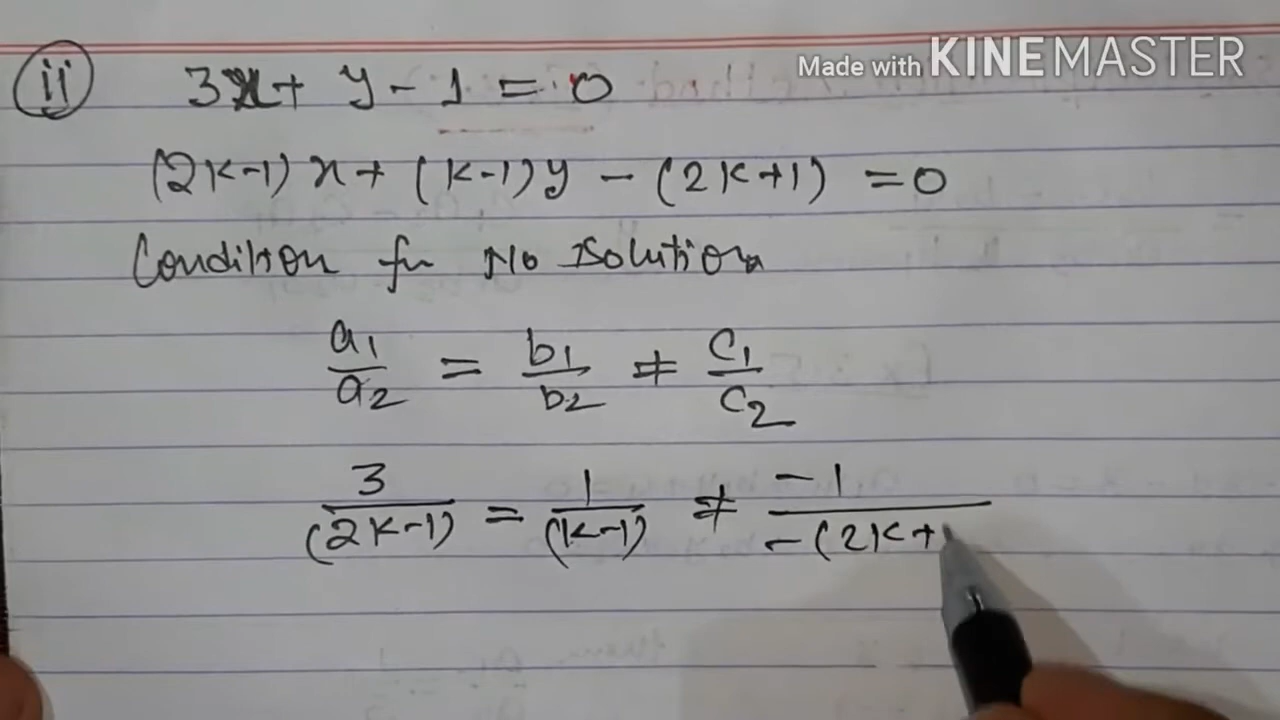 Made with KINEMASTER
ii 3x + y - 1 = 0
(2k-1)x + (k-1)y - (2k+1) = 0
Condition for No Solution
a1/a2 = b1/b2 ≠ c1/c2
3/(2k-1) = 1/(k-1) ≠ -1/-(2k+